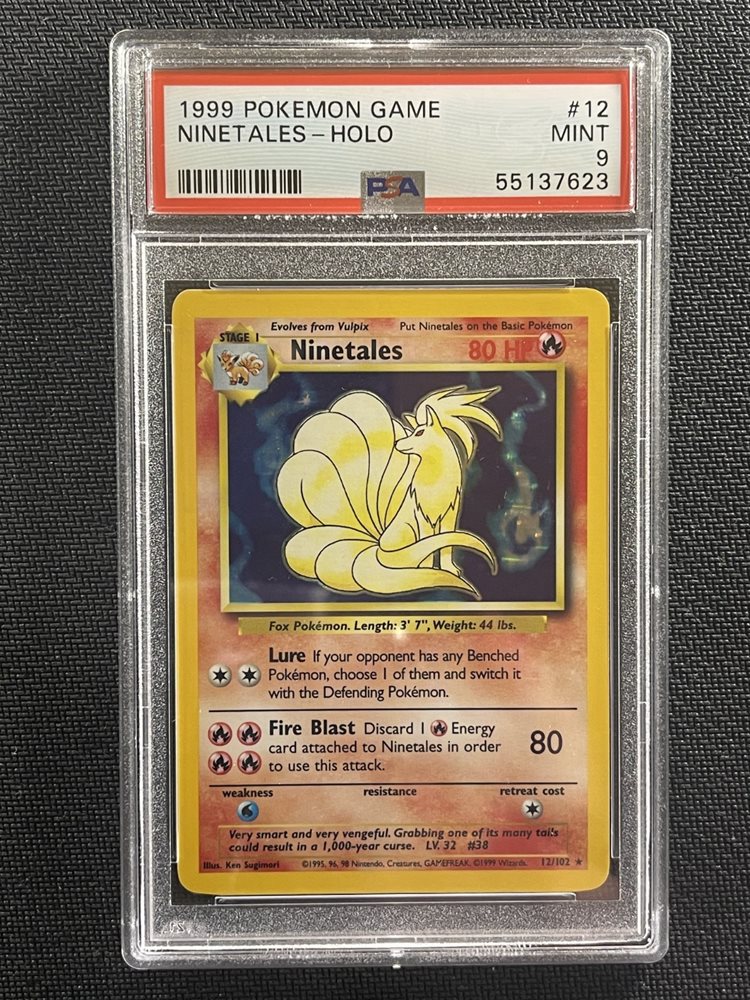 1999 POKEMON GAME #12
NINETALES – HOLO MINT
9
PSA 55137623
Evolves from Vulpix Put Ninetales on the Basic Pokémon
STAGE 1
Ninetales 80 HP
Fox Pokémon. Length: 3' 7", Weight: 44 lbs.
Lure If your opponent has any Benched
Pokémon, choose 1 of them and switch it
with the Defending Pokémon.
Fire Blast Discard 1 Energy
card attached to Ninetales in order 80
to use this attack.
weakness resistance retreat cost
Very smart and very vengeful. Grabbing one of its many tails
could result in a 1,000-year curse. LV. 32 #38
Illus. Ken Sugimori ©1995, 96, 98 Nintendo, Creatures, GAMEFREAK. ©1999 Wizards. 12/102 ★